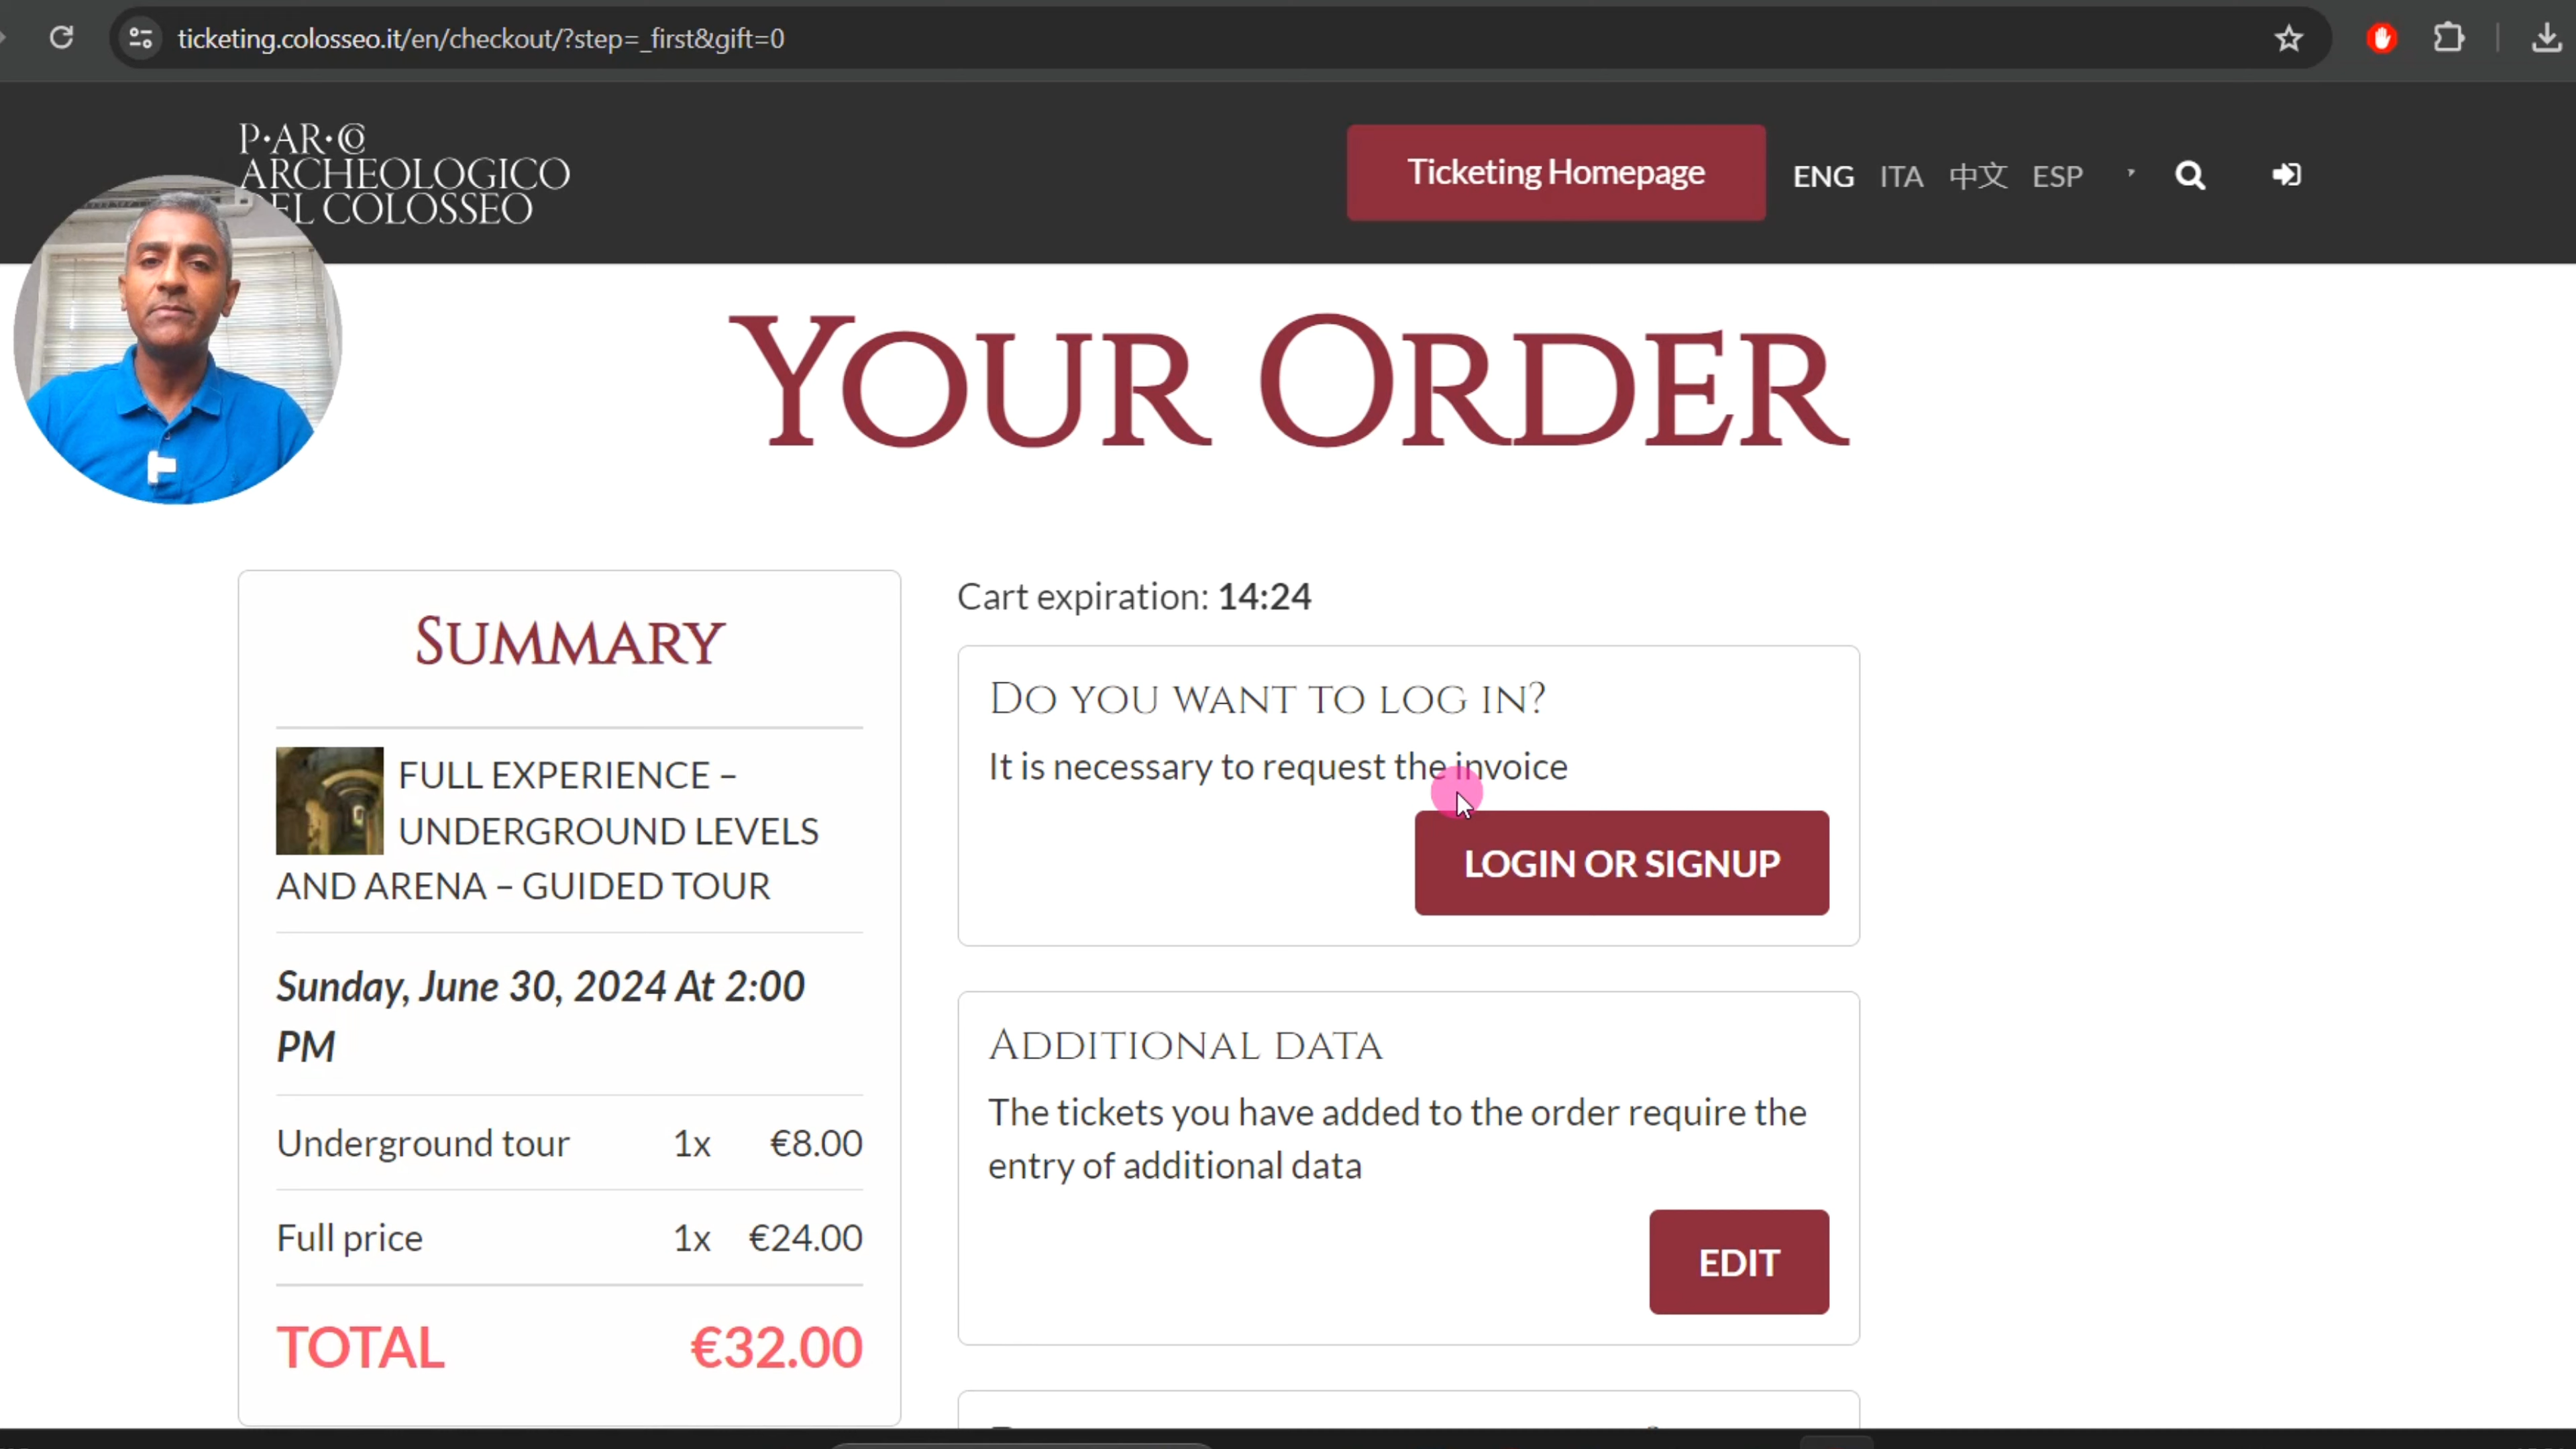 ticketing.colosseo.it/en/checkout/?step=_first&gift=0
P·AR·CO
ARCHEOLOGICO
DEL COLOSSEO
Ticketing Homepage
ENG ITA 中文 ESP
YOUR ORDER
SUMMARY
FULL EXPERIENCE –
UNDERGROUND LEVELS
AND ARENA – GUIDED TOUR
Sunday, June 30, 2024 At 2:00
PM
Underground tour 1x €8.00
Full price 1x €24.00
TOTAL €32.00
Cart expiration: 14:24
DO YOU WANT TO LOG IN?
It is necessary to request the invoice
LOGIN OR SIGNUP
ADDITIONAL DATA
The tickets you have added to the order require the
entry of additional data
EDIT